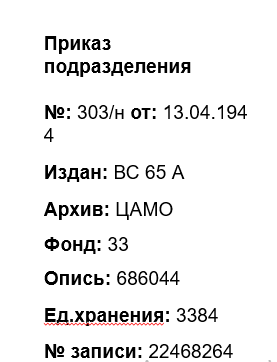 Приказ
подразделения
№: 303/н от: 13.04.194
4
Издан: ВС 65 А
Архив: ЦАМО
Фонд: 33
Опись: 686044
Ед.хранения: 3384
№ записи: 22468264